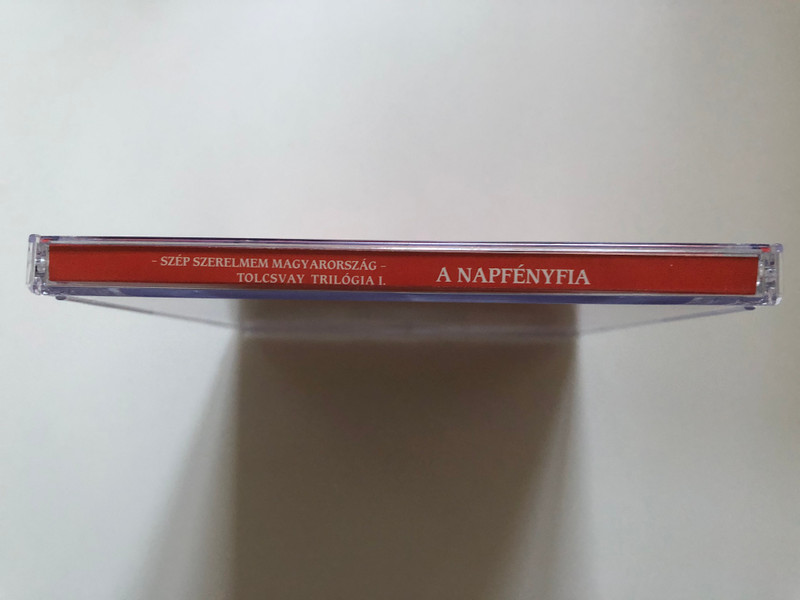 - SZÉP SZERELMEM MAGYARORSZÁG -
TOLCSVAY TRILÓGIA I.
A NAPFÉNYFIA